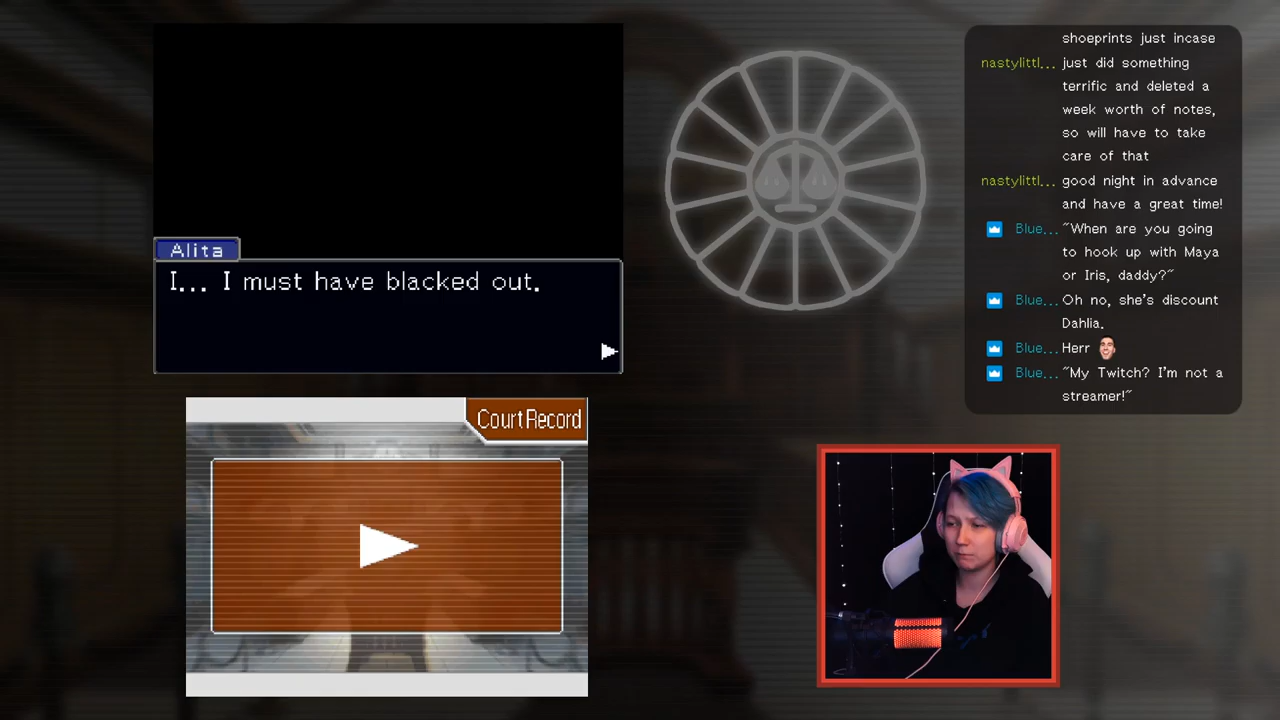 Alita
I... I must have blacked out.
Court Record
shoeprints just incase
nastylittl... just did something
terrific and deleted a
week worth of notes,
so will have to take
care of that
nastylittl... good night in advance
and have a great time!
Blue... "When are you going
to hook up with Maya
or Iris, daddy?"
Blue... Oh no, she's discount
Dahlia.
Blue... Herr
Blue... "My Twitch? I'm not a
streamer!"